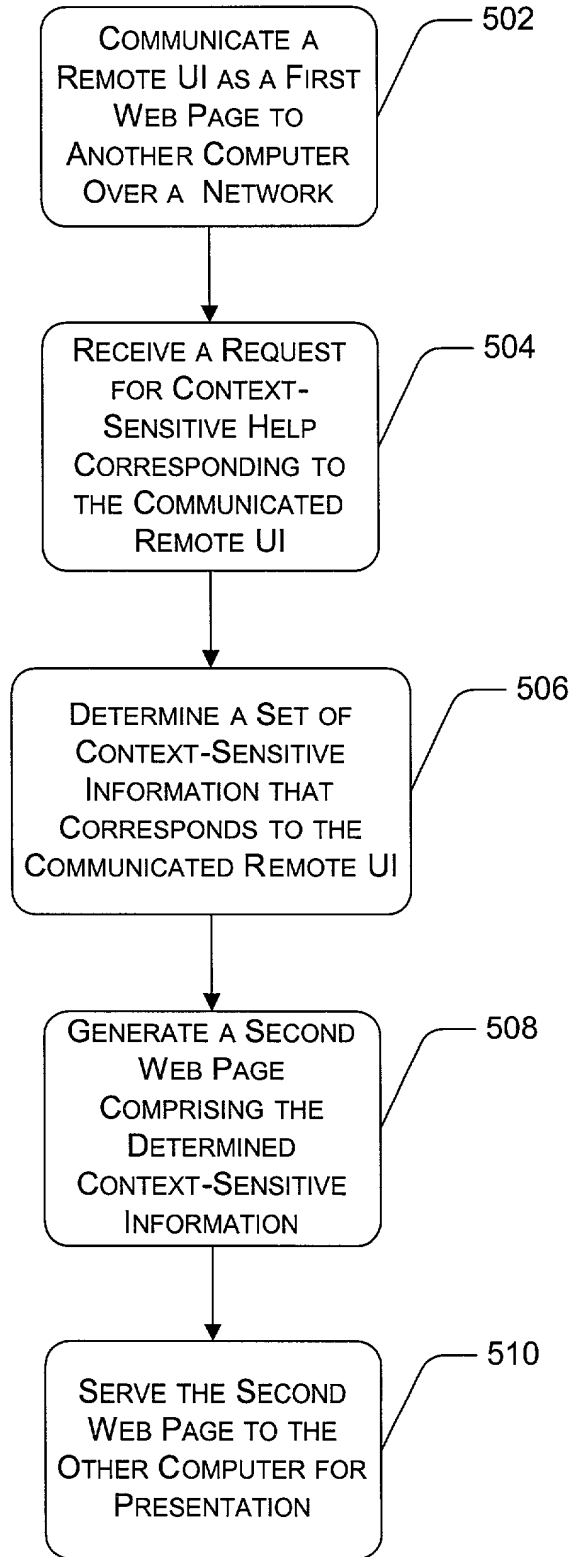 COMMUNICATE A
REMOTE UI AS A FIRST
WEB PAGE TO
ANOTHER COMPUTER
OVER A NETWORK
502
RECEIVE A REQUEST
FOR CONTEXT-
SENSITIVE HELP
CORRESPONDING TO
THE COMMUNICATED
REMOTE UI
504
DETERMINE A SET OF
CONTEXT-SENSITIVE
INFORMATION THAT
CORRESPONDS TO THE
COMMUNICATED REMOTE UI
506
GENERATE A SECOND
WEB PAGE
COMPRISING THE
DETERMINED
CONTEXT-SENSITIVE
INFORMATION
508
SERVE THE SECOND
WEB PAGE TO THE
OTHER COMPUTER FOR
PRESENTATION
510